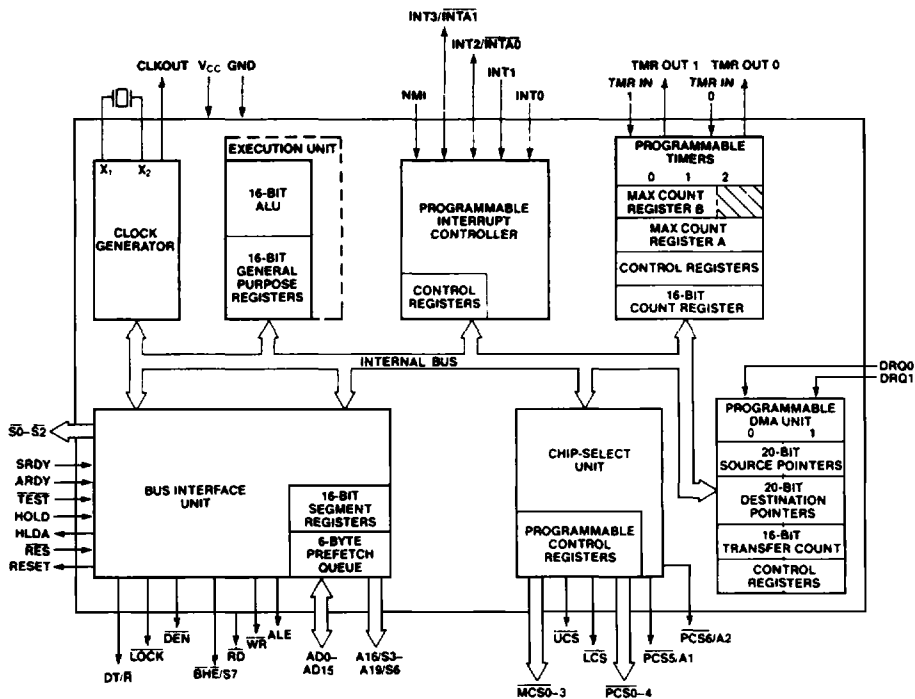 INT3/INTA1
INT2/INTA0
CLKOUT VCC GND
INT1
TMR OUT 1 TMR OUT 0
TMR IN 1
TMR IN 0
NMI
INT0
X1 X2
CLOCK
GENERATOR
EXECUTION UNIT
16-BIT
ALU
16-BIT
GENERAL
PURPOSE
REGISTERS
PROGRAMMABLE
INTERRUPT
CONTROLLER
CONTROL
REGISTERS
PROGRAMMABLE
TIMERS
0 1 2
MAX COUNT
REGISTER B
MAX COUNT
REGISTER A
CONTROL REGISTERS
16-BIT
COUNT REGISTER
INTERNAL BUS
DRQ0
DRQ1
S0-S2
SRDY
ARDY
TEST
HOLD
HLDA
RES
RESET
BUS INTERFACE
UNIT
16-BIT
SEGMENT
REGISTERS
6-BYTE
PREFETCH
QUEUE
CHIP-SELECT
UNIT
PROGRAMMABLE
CONTROL
REGISTERS
PROGRAMMABLE
DMA UNIT
0 1
20-BIT
SOURCE POINTERS
20-BIT
DESTINATION
POINTERS
16-BIT
TRANSFER COUNT
CONTROL
REGISTERS
DT/R
LOCK
DEN
BHE/S7
RD
WR
ALE
AD0–
AD15
A16/S3–
A19/S6
MCS0-3
UCS
LCS
PCS0-4
PCS5/A1
PCS6/A2